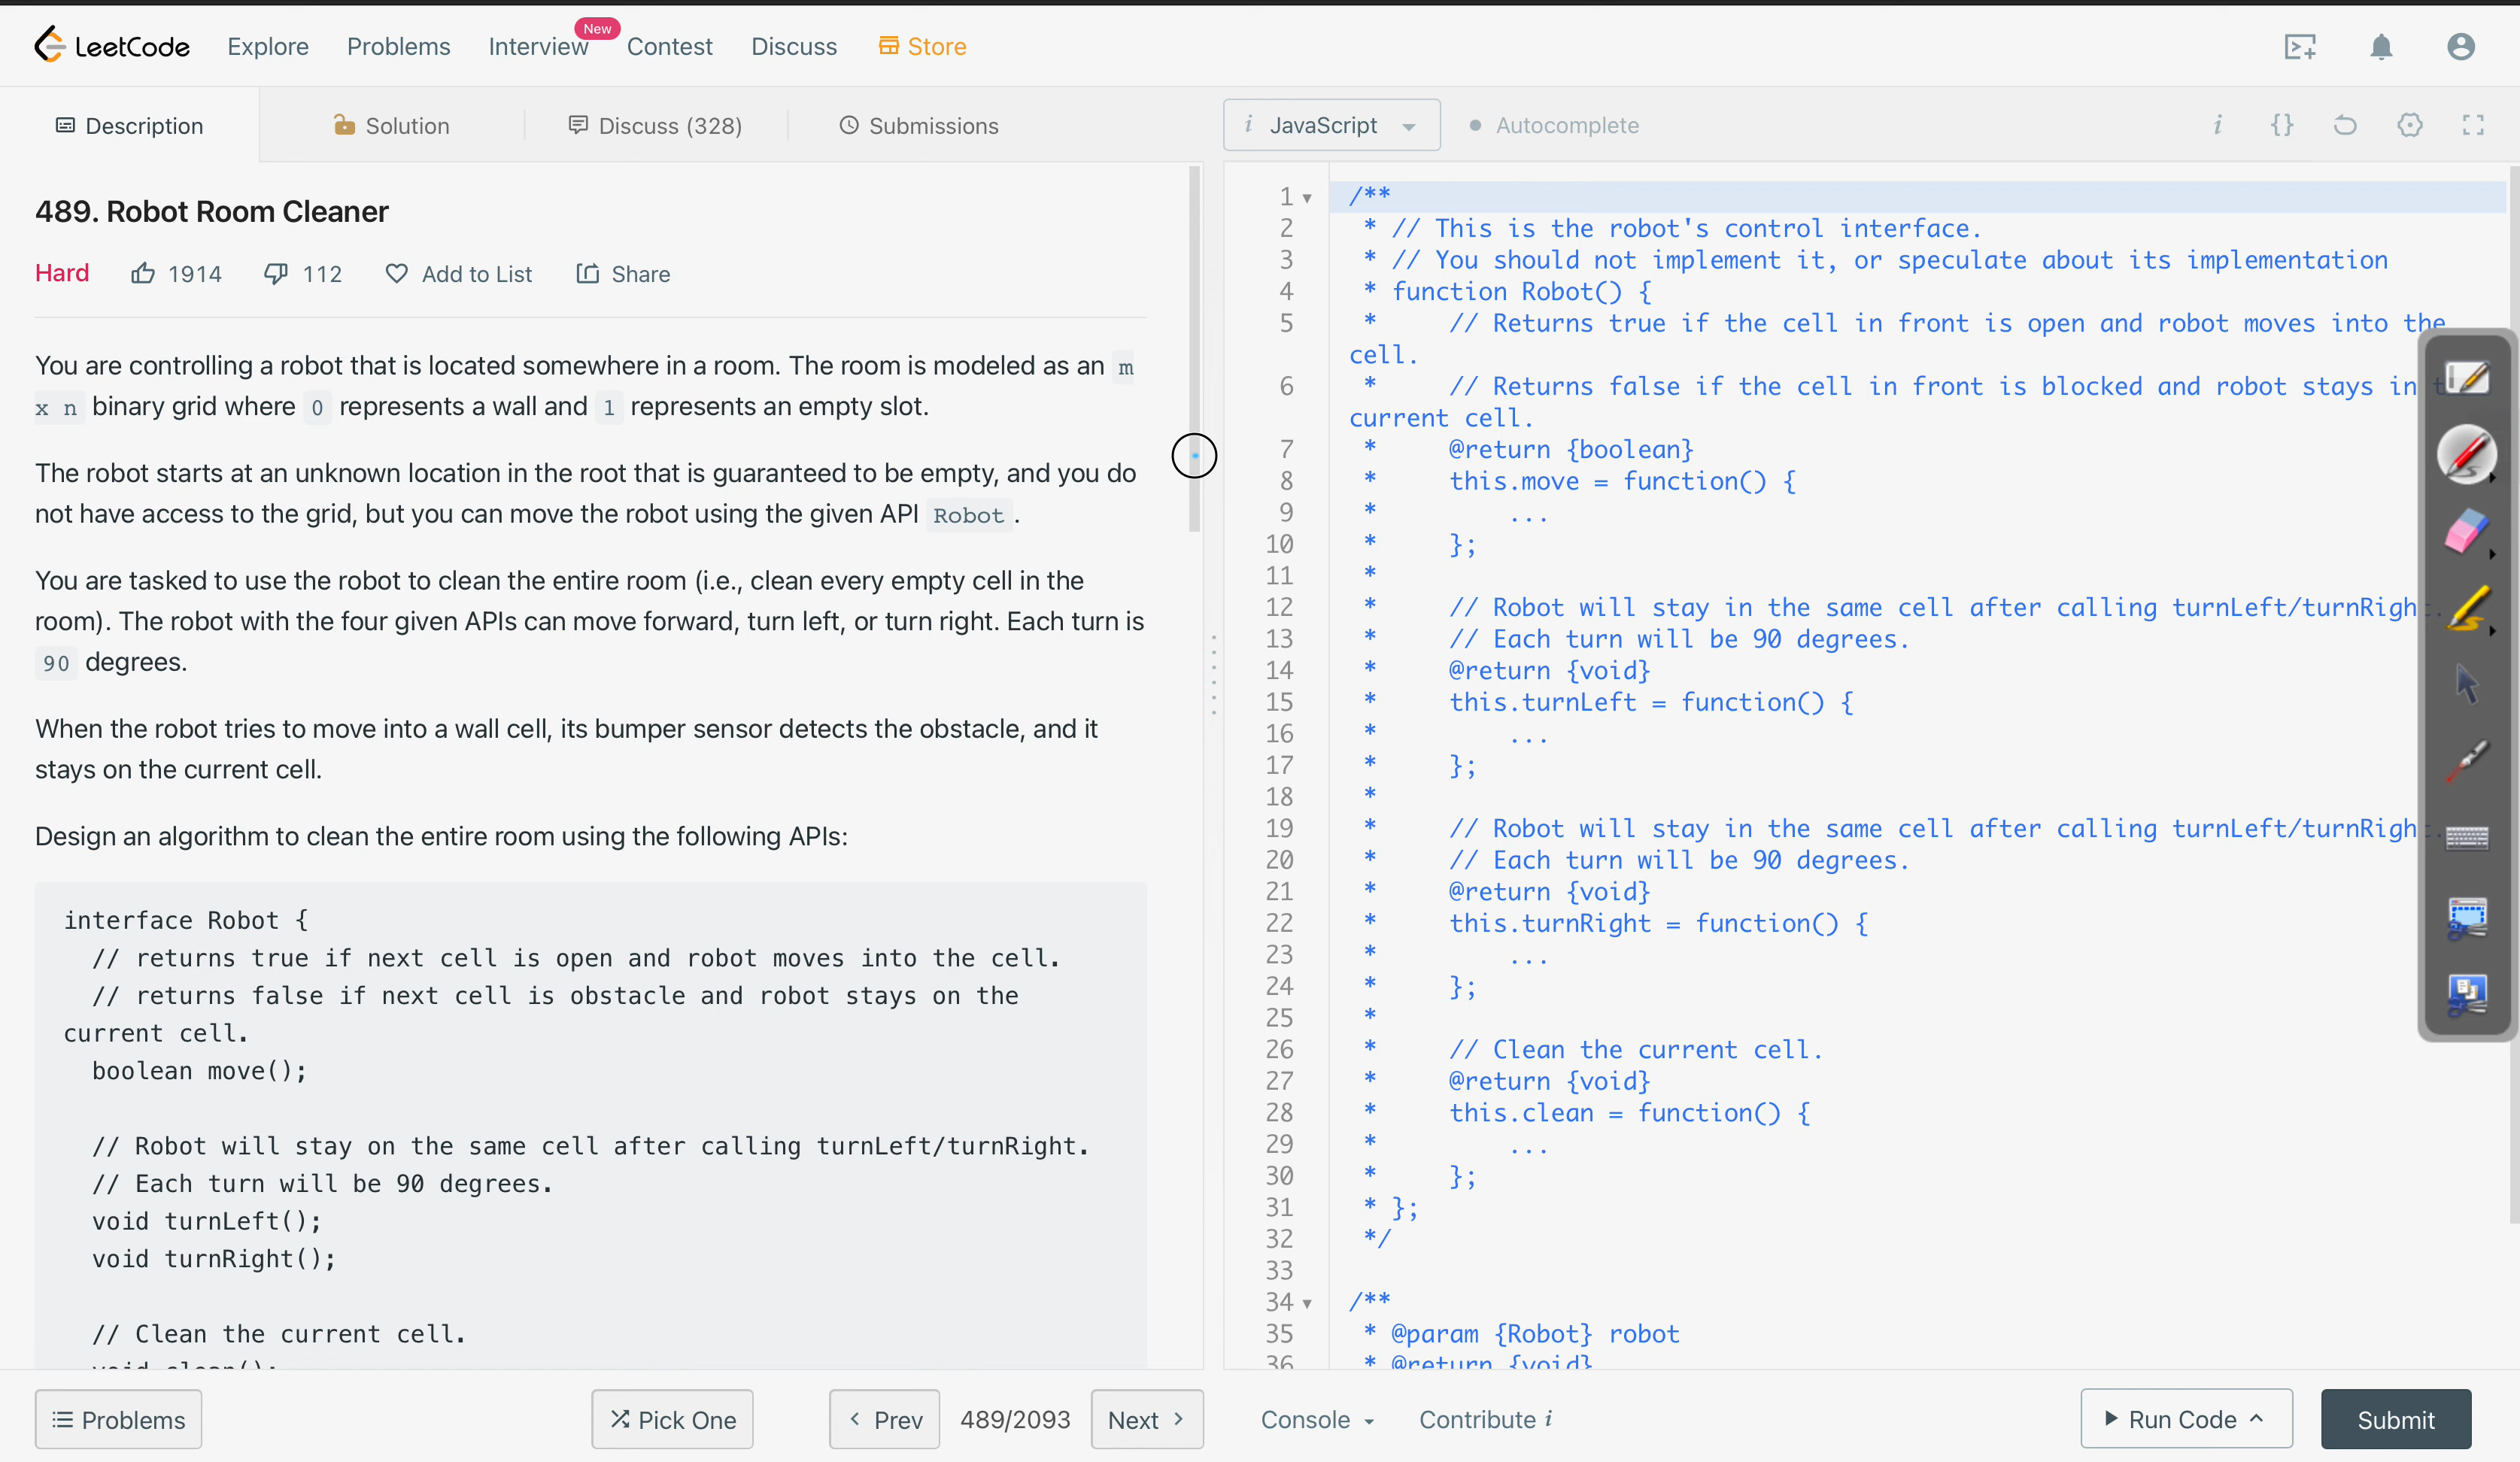 LeetCode Explore Problems Interview New Contest Discuss Store
Description Solution Discuss (328) Submissions
489. Robot Room Cleaner
Hard 1914 112 Add to List Share
You are controlling a robot that is located somewhere in a room. The room is modeled as an m
x n binary grid where 0 represents a wall and 1 represents an empty slot.
The robot starts at an unknown location in the root that is guaranteed to be empty, and you do
not have access to the grid, but you can move the robot using the given API Robot .
You are tasked to use the robot to clean the entire room (i.e., clean every empty cell in the
room). The robot with the four given APIs can move forward, turn left, or turn right. Each turn is
90 degrees.
When the robot tries to move into a wall cell, its bumper sensor detects the obstacle, and it
stays on the current cell.
Design an algorithm to clean the entire room using the following APIs:
interface Robot {
// returns true if next cell is open and robot moves into the cell.
// returns false if next cell is obstacle and robot stays on the
current cell.
boolean move();
// Robot will stay on the same cell after calling turnLeft/turnRight.
// Each turn will be 90 degrees.
void turnLeft();
void turnRight();
// Clean the current cell.
void clean();
Problems Pick One Prev 489/2093 Next
i JavaScript Autocomplete i {}
1 /**
2 * // This is the robot's control interface.
3 * // You should not implement it, or speculate about its implementation
4 * function Robot() {
5 * // Returns true if the cell in front is open and robot moves into the
cell.
6 * // Returns false if the cell in front is blocked and robot stays in
current cell.
7 * @return {boolean}
8 * this.move = function() {
9 * ...
10 * };
11 *
12 * // Robot will stay in the same cell after calling turnLeft/turnRight.
13 * // Each turn will be 90 degrees.
14 * @return {void}
15 * this.turnLeft = function() {
16 * ...
17 * };
18 *
19 * // Robot will stay in the same cell after calling turnLeft/turnRight.
20 * // Each turn will be 90 degrees.
21 * @return {void}
22 * this.turnRight = function() {
23 * ...
24 * };
25 *
26 * // Clean the current cell.
27 * @return {void}
28 * this.clean = function() {
29 * ...
30 * };
31 * };
32 */
33
34 /**
35 * @param {Robot} robot
36 * @return {void}
Console Contribute i Run Code Submit